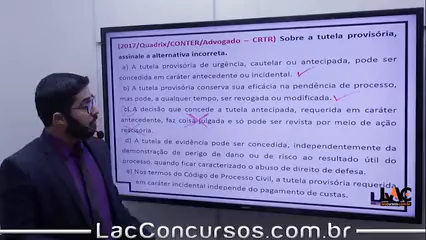 (2017/Quadrix/CONTER/Advogado – CRTR) Sobre a tutela provisória,
assinale a alternativa incorreta.
a) A tutela provisória de urgência, cautelar ou antecipada, pode ser
concedida em caráter antecedente ou incidental.
b) A tutela provisória conserva sua eficácia na pendência do processo,
mas pode, a qualquer tempo, ser revogada ou modificada.
c) A decisão que concede a tutela antecipada, requerida em caráter
antecedente, faz coisa julgada e só pode ser revista por meio de ação
rescisória.
d) A tutela de evidência pode ser concedida, independentemente da
demonstração de perigo de dano ou de risco ao resultado útil do
processo, quando ficar caracterizado o abuso de direito de defesa.
e) Nos termos do Código de Processo Civil, a tutela provisória requerida
em caráter incidental independe do pagamento de custas.
LAC
LacConcursos.com.br